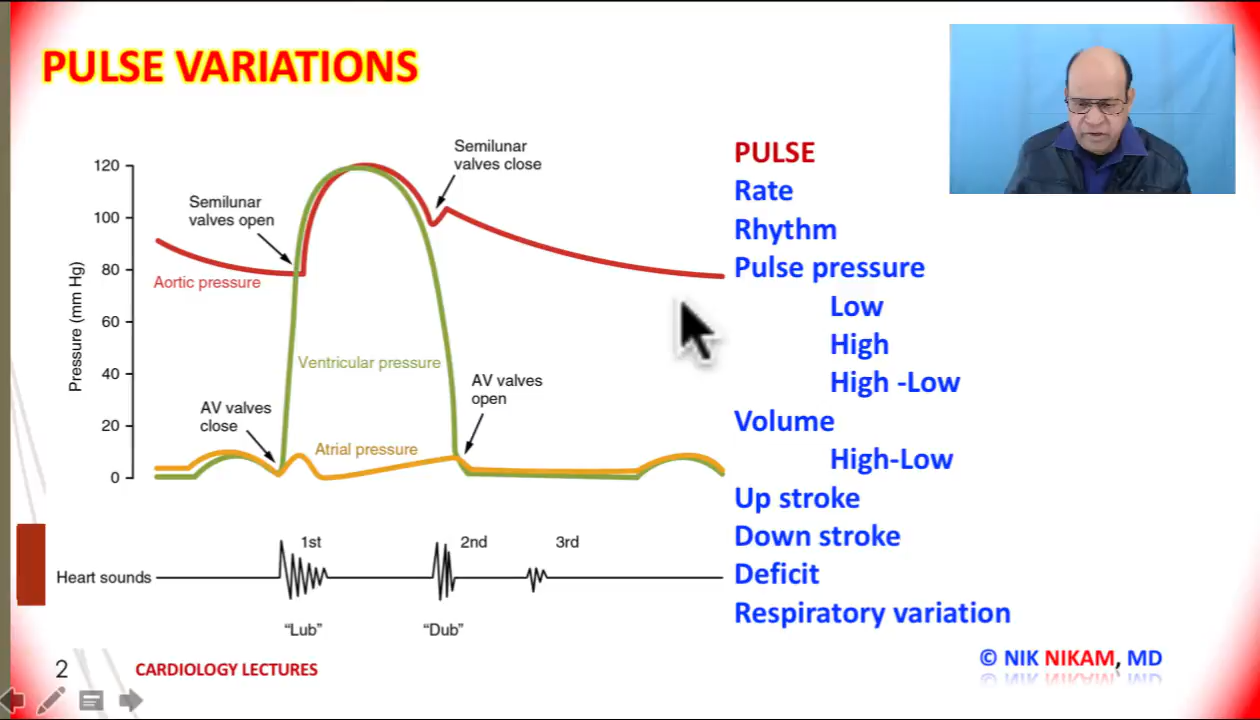 PULSE VARIATIONS
Semilunar
valves close
120
100
80
60
40
20
0
Pressure (mm Hg)
Semilunar
valves open
Aortic pressure
Ventricular pressure
AV valves
open
AV valves
close
Atrial pressure
1st
2nd
3rd
Heart sounds
“Lub”
“Dub”
PULSE
Rate
Rhythm
Pulse pressure
Low
High
High -Low
Volume
High-Low
Up stroke
Down stroke
Deficit
Respiratory variation
2
CARDIOLOGY LECTURES
© NIK NIKAM, MD